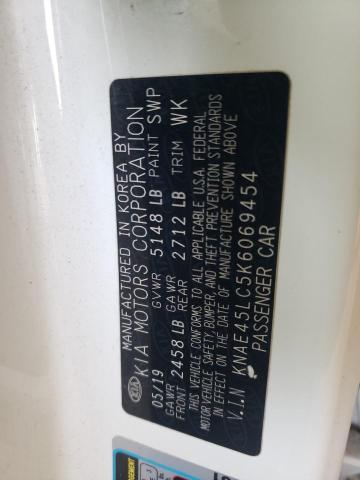 MANUFACTURED IN KOREA BY
KIA MOTORS CORPORATION
05/19 GVWR 5148 LB PAINT SWP
GAWR FRONT 2458 LB GAWR REAR 2712 LB TRIM WK
THIS VEHICLE CONFORMS TO ALL APPLICABLE U.S.A. FEDERAL
MOTOR VEHICLE SAFETY, BUMPER, AND THEFT PREVENTION STANDARDS
IN EFFECT ON THE DATE OF MANUFACTURE SHOWN ABOVE
V.I.N KNAE45LC5K6069454
PASSENGER CAR
KIA